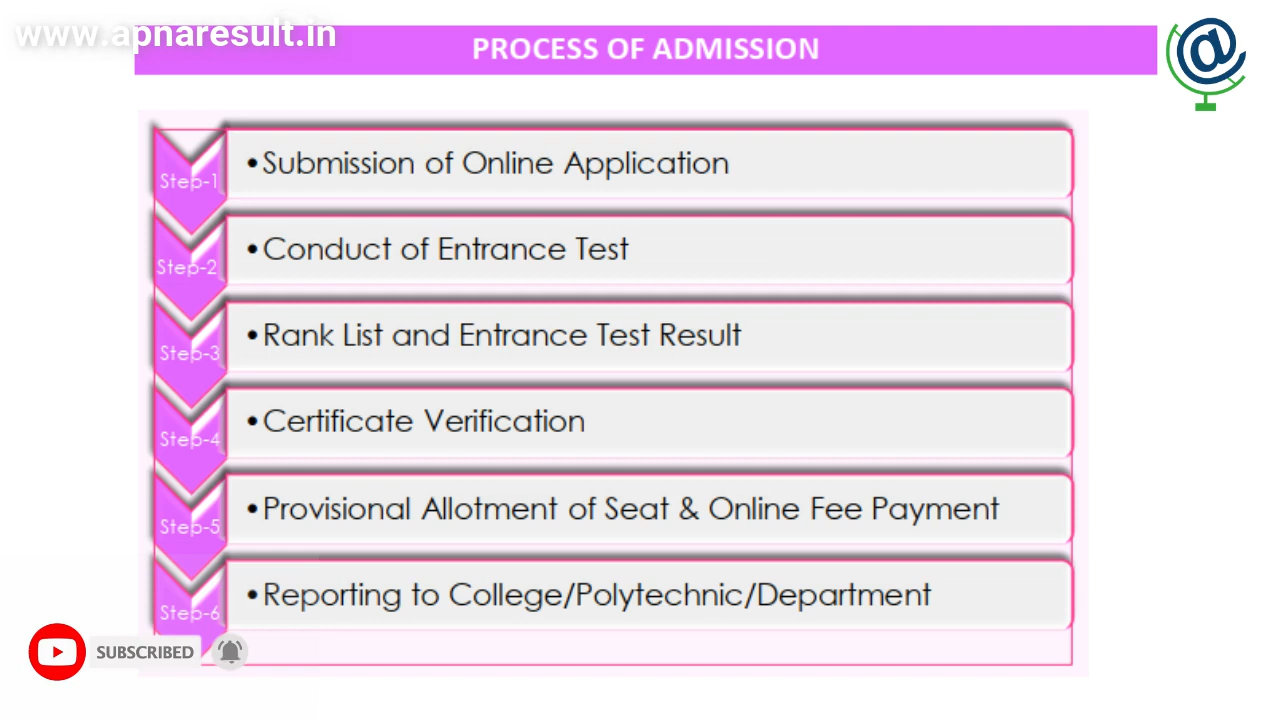 www.apnaresult.in
PROCESS OF ADMISSION
@
Step-1
•Submission of Online Application
Step-2
•Conduct of Entrance Test
Step-3
•Rank List and Entrance Test Result
Step-4
•Certificate Verification
Step-5
•Provisional Allotment of Seat & Online Fee Payment
Step-6
•Reporting to College/Polytechnic/Department
SUBSCRIBED